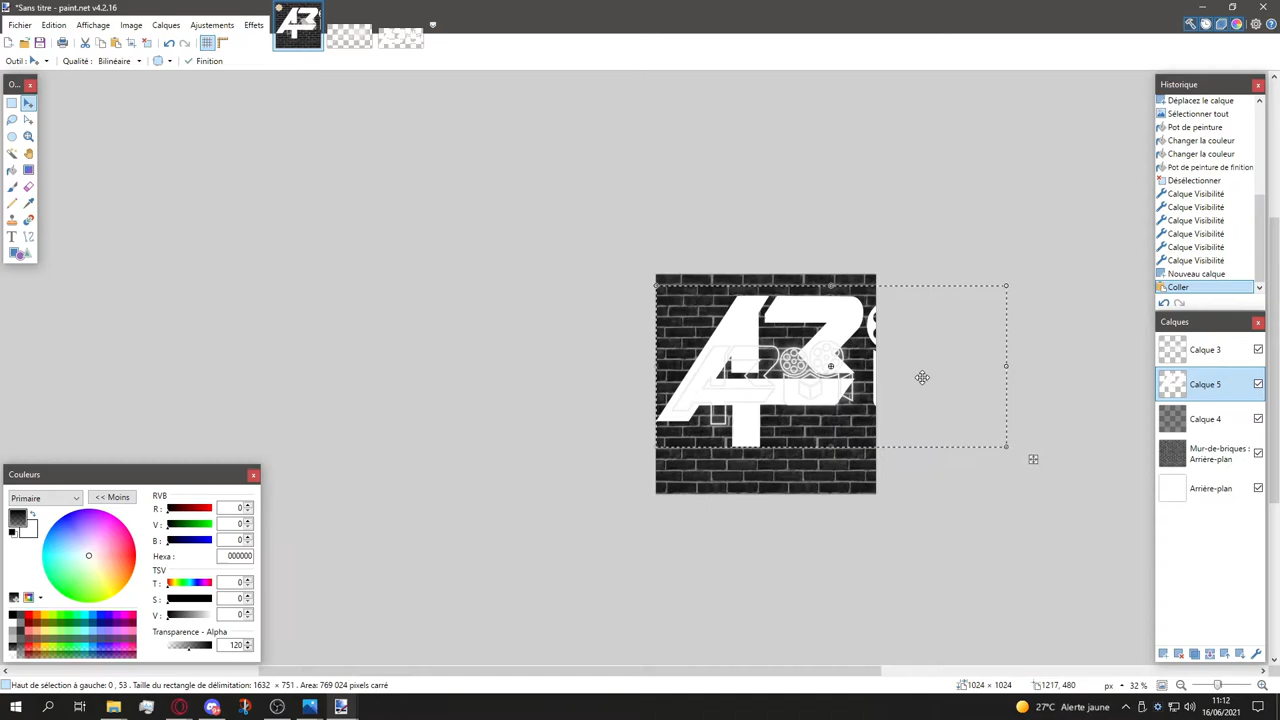 *Sans titre - paint.net v4.2.16
Fichier Edition Affichage Image Calques Ajustements Effets
Outil : Qualité : Bilinéaire Finition
O...
Historique
Déplacez le calque
Sélectionner tout
Pot de peinture
Changer la couleur
Changer la couleur
Pot de peinture de finition
Désélectionner
Calque Visibilité
Calque Visibilité
Calque Visibilité
Calque Visibilité
Calque Visibilité
Calque Visibilité
Nouveau calque
Coller
Calques
Calque 3
Calque 5
Calque 4
Mur-de-briques :
Arrière-plan
Arrière-plan
Couleurs
Primaire << Moins
RVB
R : 0
V : 0
B : 0
Hexa : 000000
TSV
T : 0
S : 0
V : 0
Transparence - Alpha
120
Haut de sélection à gauche : 0 , 53 . Taille du rectangle de délimitation: 1632 × 751. Area: 769 024 pixels carré
1024 × 1024 1217, 480 px 32 %
27°C Alerte jaune
11:12
16/06/2021